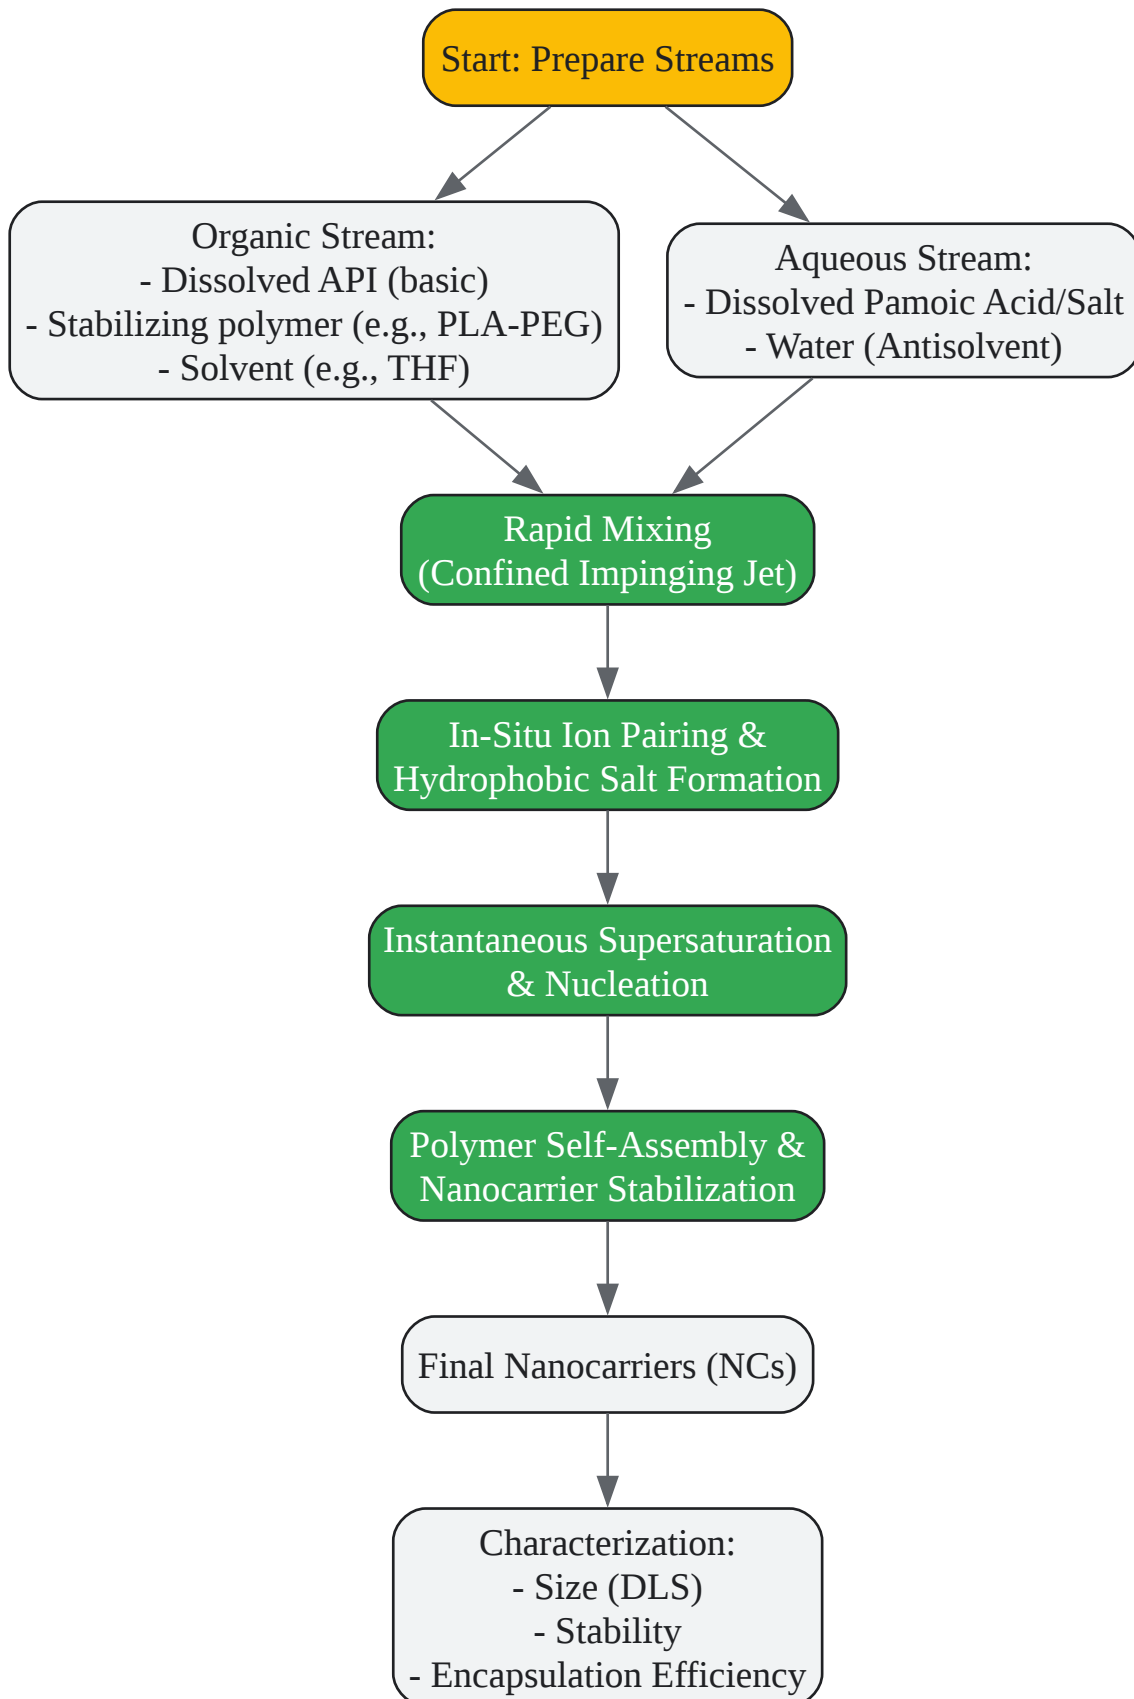 Start: Prepare Streams
Organic Stream:
- Dissolved API (basic)
- Stabilizing polymer (e.g., PLA-PEG)
- Solvent (e.g., THF)
Aqueous Stream:
- Dissolved Pamoic Acid/Salt
- Water (Antisolvent)
Rapid Mixing
(Confined Impinging Jet)
In-Situ Ion Pairing &
Hydrophobic Salt Formation
Instantaneous Supersaturation
& Nucleation
Polymer Self-Assembly &
Nanocarrier Stabilization
Final Nanocarriers (NCs)
Characterization:
- Size (DLS)
- Stability
- Encapsulation Efficiency